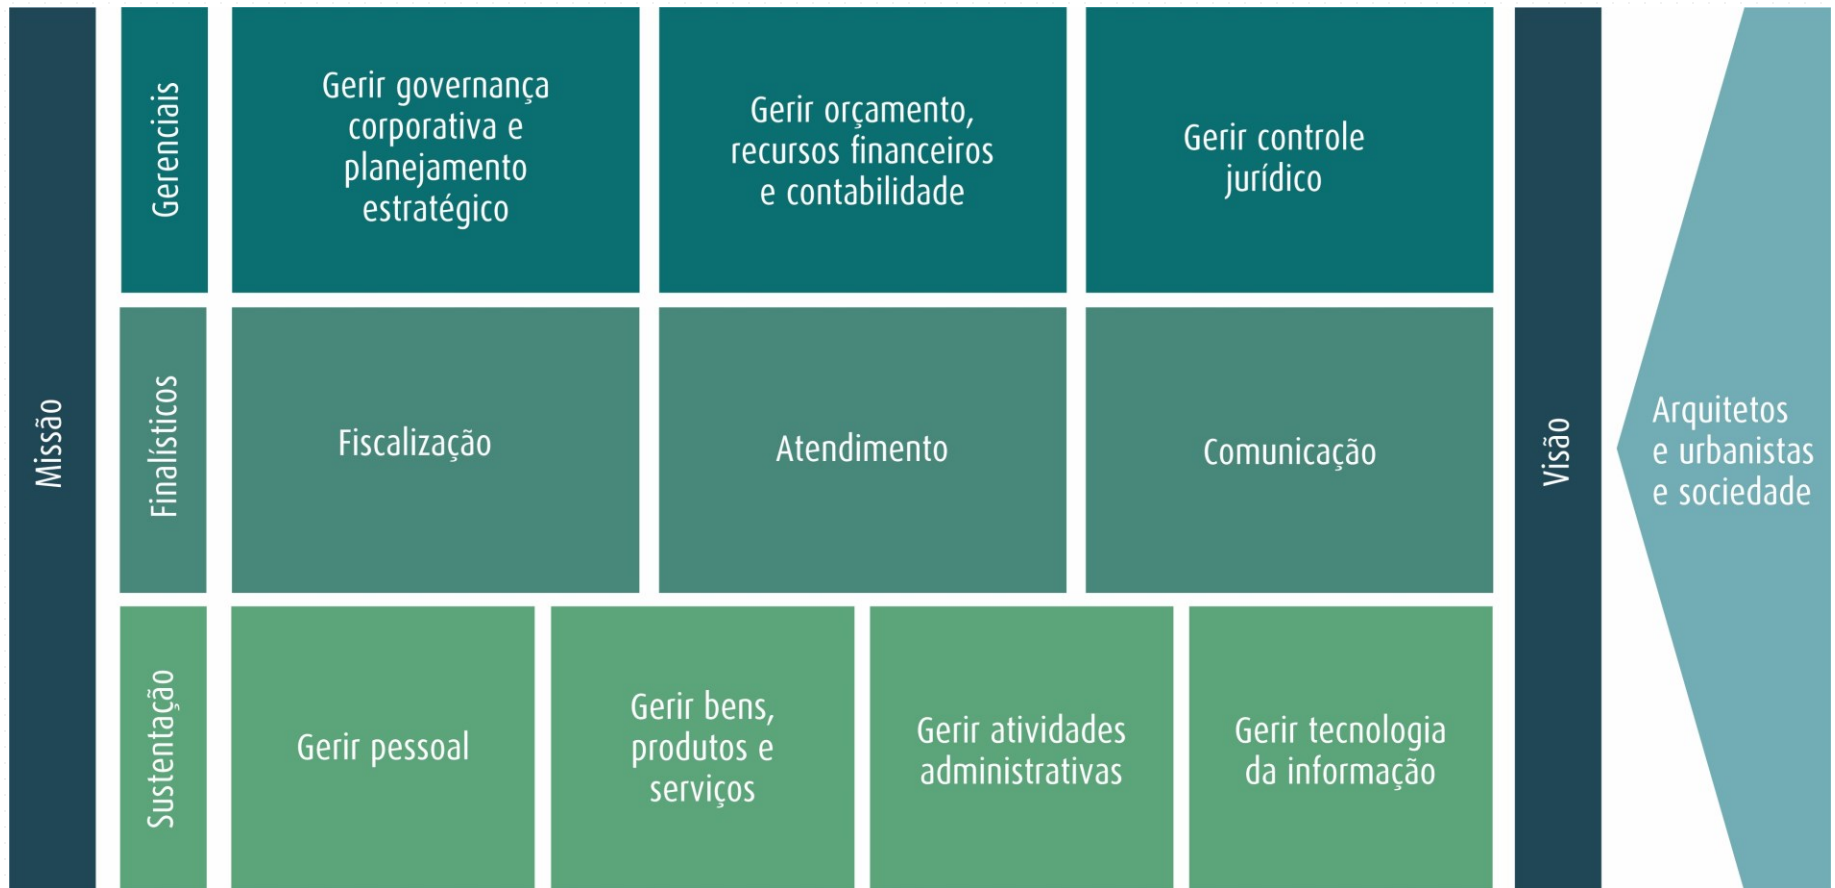 Missão
Gerenciais
Gerir governança
corporativa e
planejamento
estratégico
Gerir orçamento,
recursos financeiros
e contabilidade
Gerir controle
jurídico
Finalísticos
Fiscalização
Atendimento
Comunicação
Sustentação
Gerir pessoal
Gerir bens,
produtos e
serviços
Gerir atividades
administrativas
Gerir tecnologia
da informação
Visão
Arquitetos
e urbanistas
e sociedade